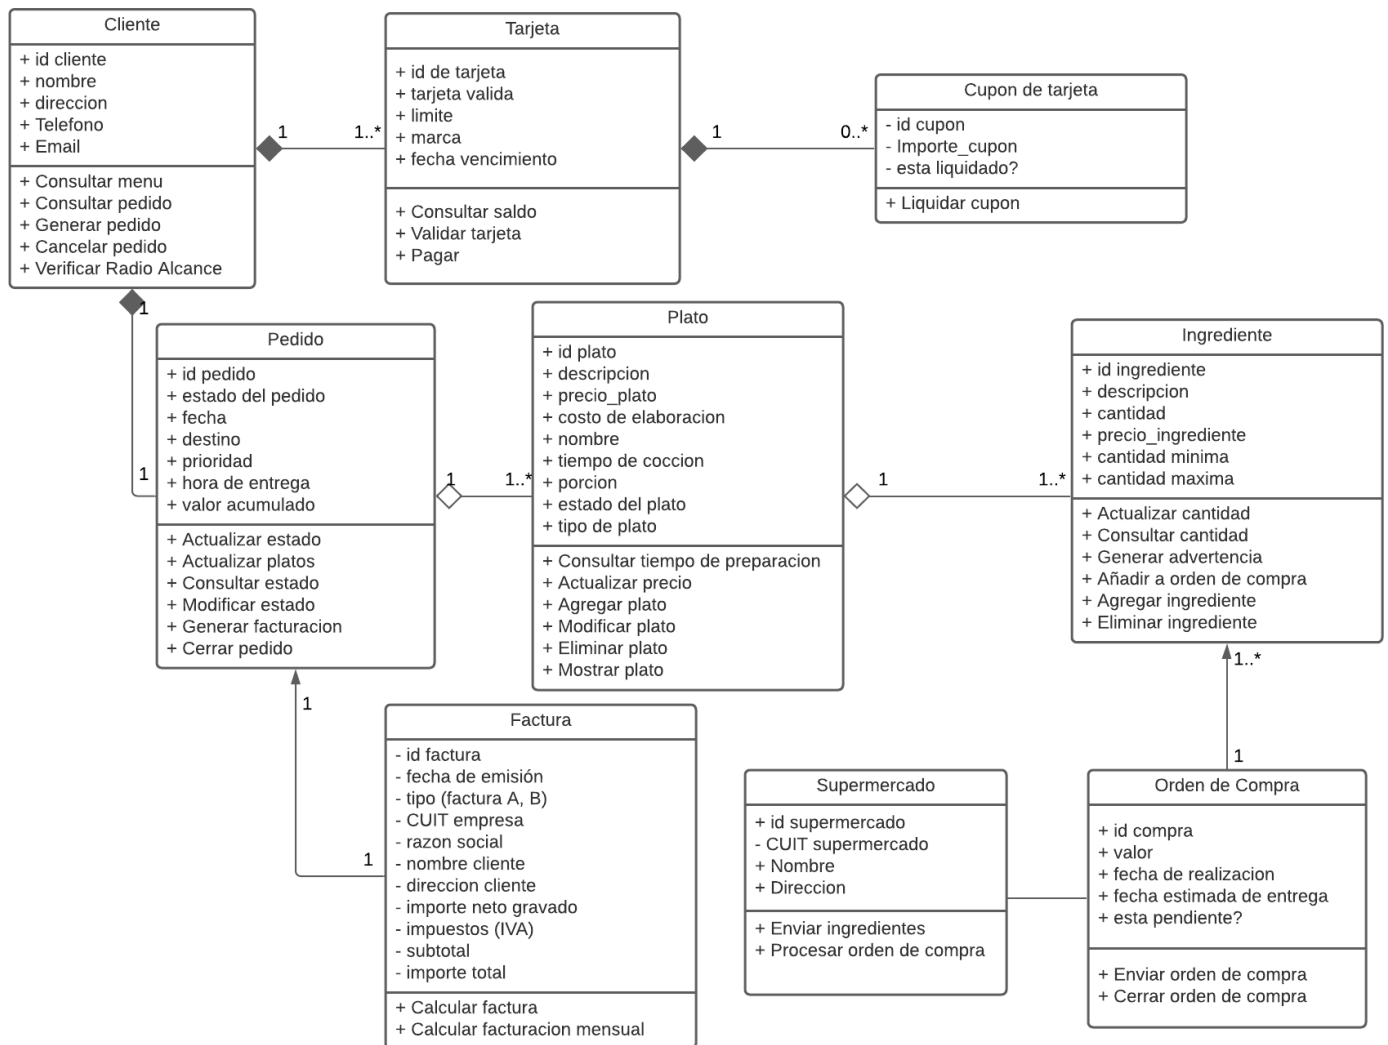 Cliente
+ id cliente
+ nombre
+ direccion
+ Telefono
+ Email
+ Consultar menu
+ Consultar pedido
+ Generar pedido
+ Cancelar pedido
+ Verificar Radio Alcance
1
1..*
Tarjeta
+ id de tarjeta
+ tarjeta valida
+ limite
+ marca
+ fecha vencimiento
+ Consultar saldo
+ Validar tarjeta
+ Pagar
1
0..*
Cupon de tarjeta
- id cupon
- Importe_cupon
- esta liquidado?
+ Liquidar cupon
1
1
Pedido
+ id pedido
+ estado del pedido
+ fecha
+ destino
+ prioridad
+ hora de entrega
+ valor acumulado
+ Actualizar estado
+ Actualizar platos
+ Consultar estado
+ Modificar estado
+ Generar facturacion
+ Cerrar pedido
1
1..*
Plato
+ id plato
+ descripcion
+ precio_plato
+ costo de elaboracion
+ nombre
+ tiempo de coccion
+ porcion
+ estado del plato
+ tipo de plato
+ Consultar tiempo de preparacion
+ Actualizar precio
+ Agregar plato
+ Modificar plato
+ Eliminar plato
+ Mostrar plato
1
1..*
Ingrediente
+ id ingrediente
+ descripcion
+ cantidad
+ precio_ingrediente
+ cantidad minima
+ cantidad maxima
+ Actualizar cantidad
+ Consultar cantidad
+ Generar advertencia
+ Añadir a orden de compra
+ Agregar ingrediente
+ Eliminar ingrediente
1
1
Factura
- id factura
- fecha de emisión
- tipo (factura A, B)
- CUIT empresa
- razon social
- nombre cliente
- direccion cliente
- importe neto gravado
- impuestos (IVA)
- subtotal
- importe total
+ Calcular factura
+ Calcular facturacion mensual
Supermercado
+ id supermercado
- CUIT supermercado
+ Nombre
+ Direccion
+ Enviar ingredientes
+ Procesar orden de compra
1..*
1
Orden de Compra
+ id compra
+ valor
+ fecha de realizacion
+ fecha estimada de entrega
+ esta pendiente?
+ Enviar orden de compra
+ Cerrar orden de compra